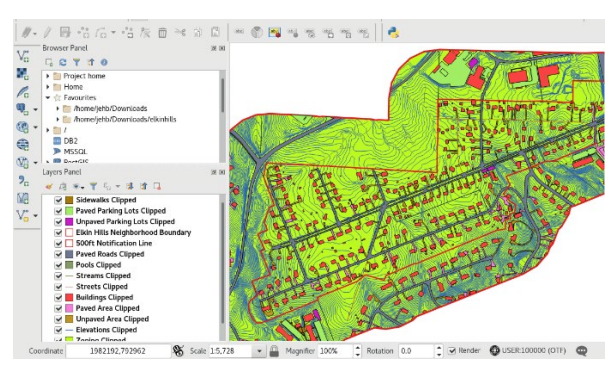 Browser Panel
Project home
Home
Favourites
/home/jehb/Downloads
/home/jehb/Downloads/elkinhills
/
DB2
MSSQL
PostGIS
Layers Panel
Sidewalks Clipped
Paved Parking Lots Clipped
Unpaved Parking Lots Clipped
Elkin Hills Neighborhood Boundary
500ft Notification Line
Paved Roads Clipped
Pools Clipped
Streams Clipped
Streets Clipped
Buildings Clipped
Paved Area Clipped
Unpaved Area Clipped
Elevations Clipped
Zoning Clipped
Coordinate 1982192,792962 Scale 1:5,728 Magnifier 100% Rotation 0.0 Render USER:100000 (OTF)